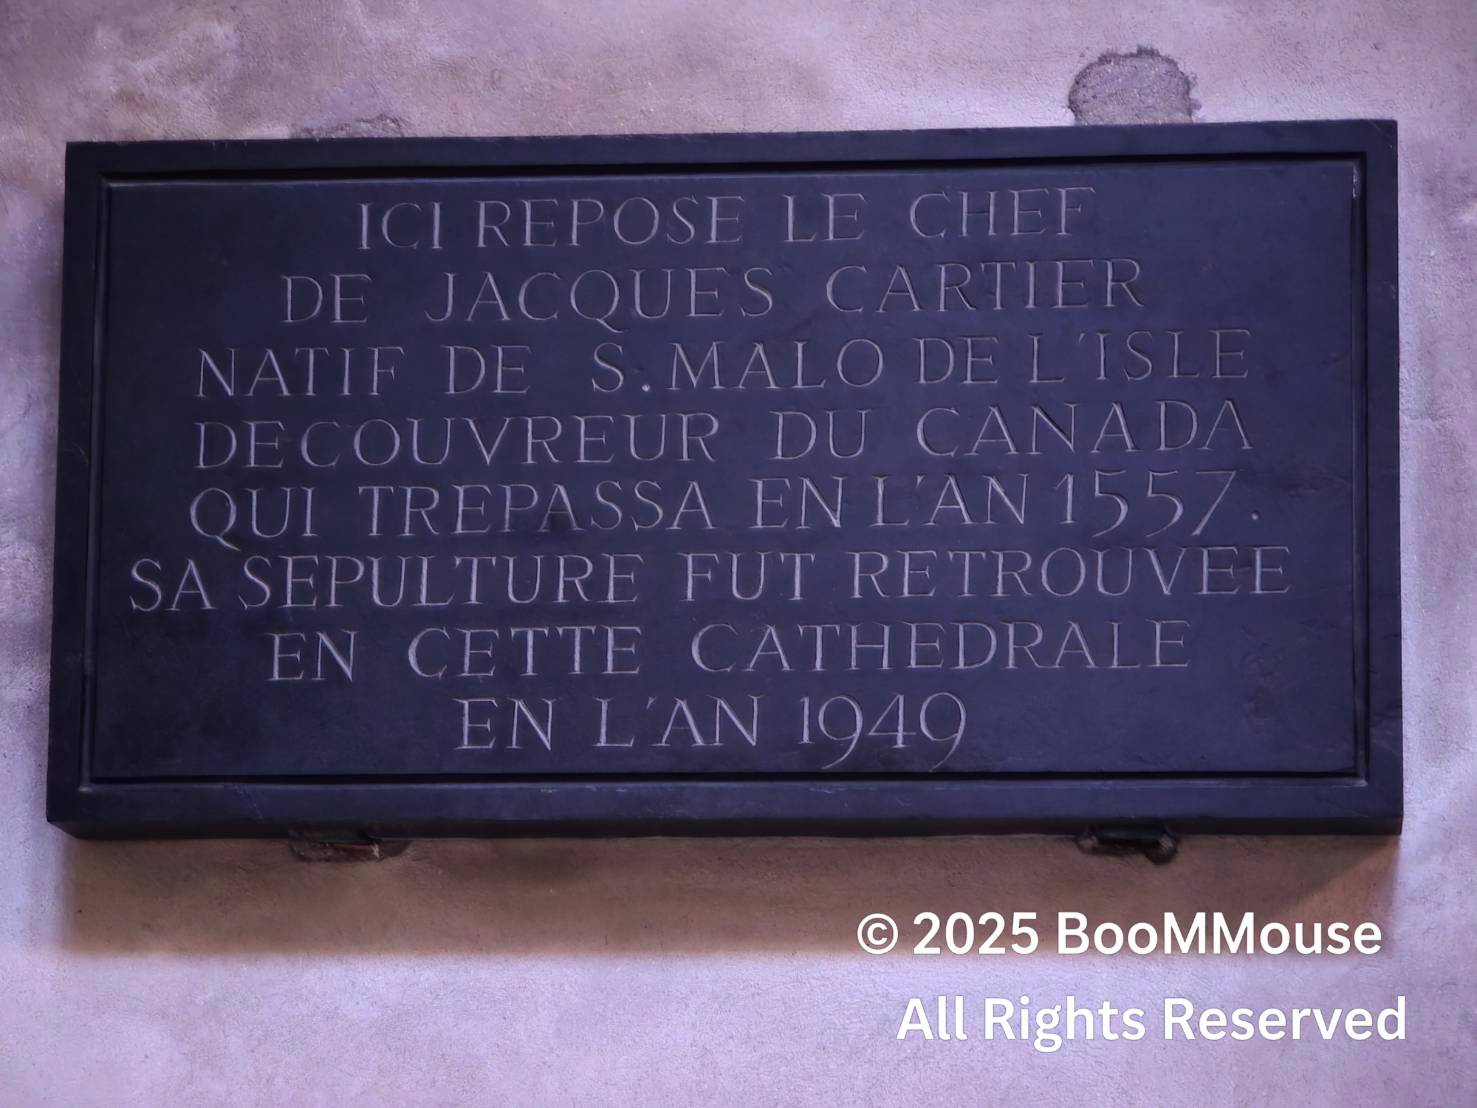 ICI REPOSE LE CHEF
DE JACQUES CARTIER
NATIF DE S. MALO DE L'ISLE
DECOUVREUR DU CANADA
QUI TREPASSA EN L'AN 1557.
SA SEPULTURE FUT RETROUVEE
EN CETTE CATHEDRALE
EN L'AN 1949
© 2025 BooMMouse
All Rights Reserved